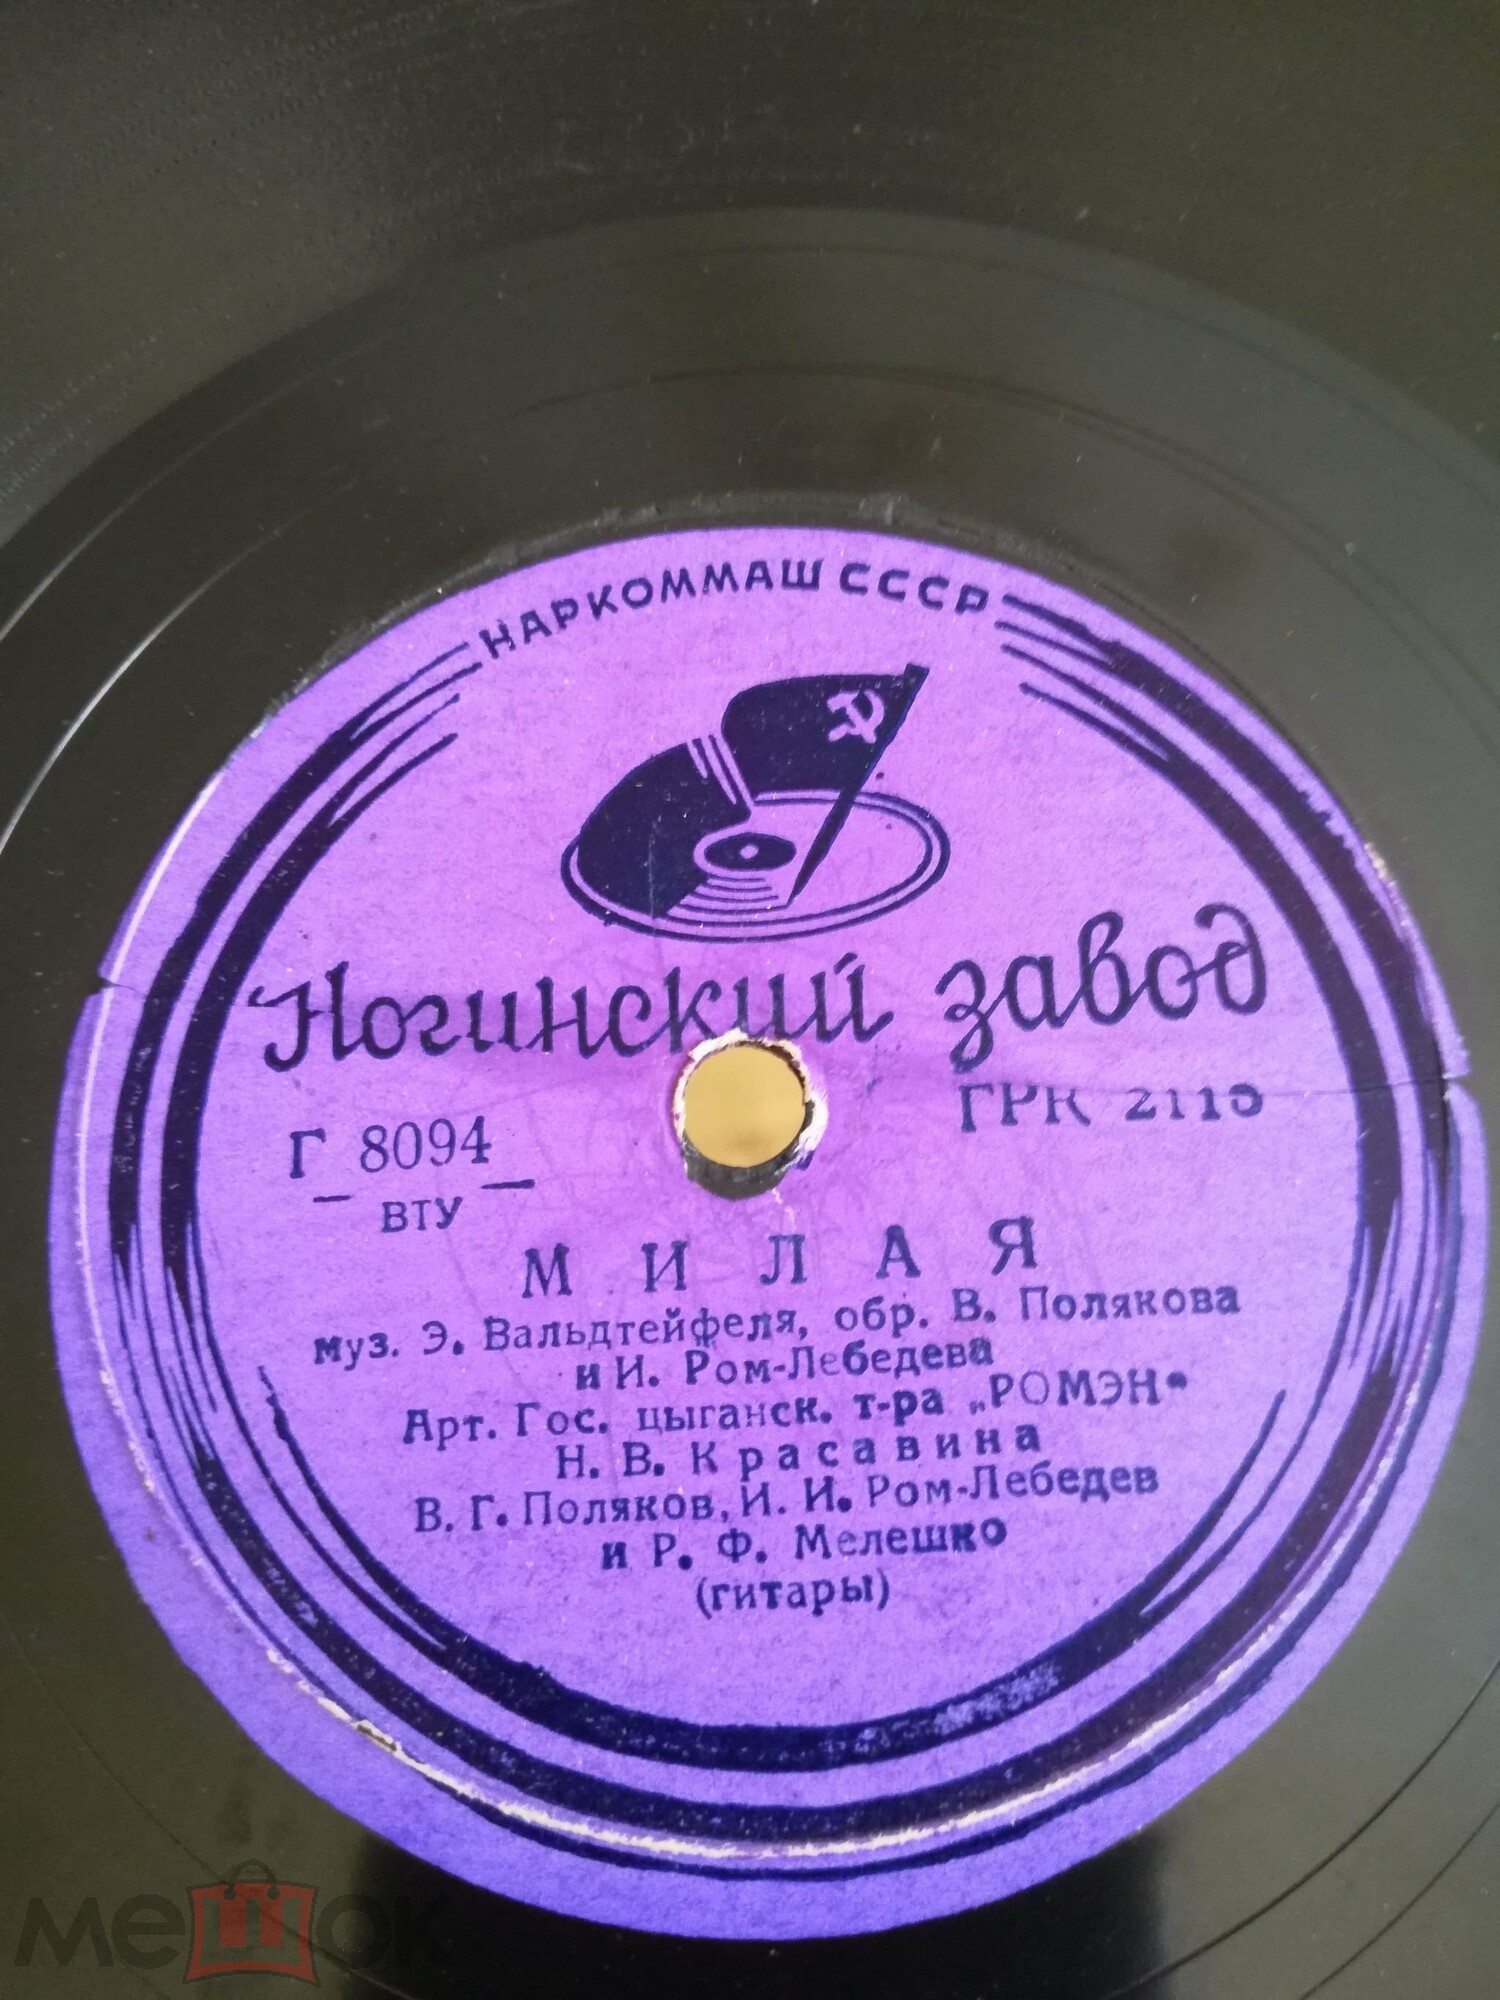 НАРКОММАШ СССР
Ногинский завод
Г 8094
ГРК
ВТУ
МИЛАЯ
муз. Э. Вальдтейфеля, обр. В. Полякова
и И. Ром-Лебедева
Арт. Гос. цыганск. т-ра „РОМЭН"
Н. В. Красавина
В. Г. Поляков, И. И. Ром-Лебедев
и Р. Ф. Мелешко
(гитары)
мешок